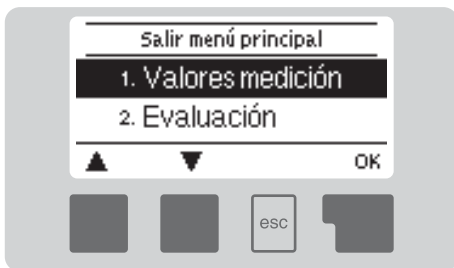 Salir menú principal
1. Valores medición
2. Evaluación
▲ ▼ OK
esc